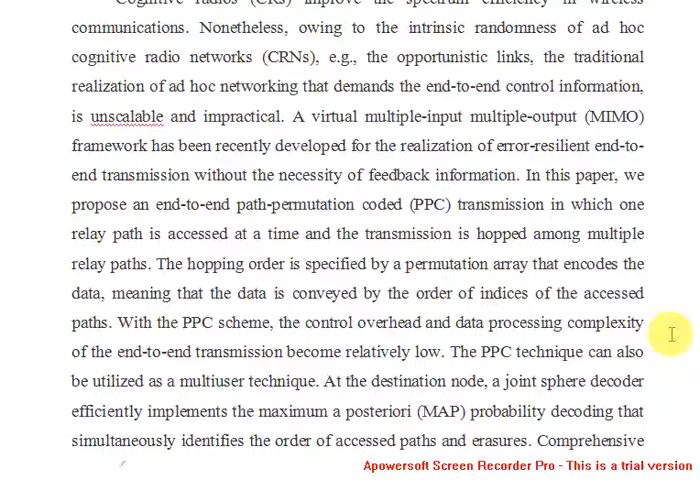 Cognitive radios (CRs) improve the spectrum efficiency in wireless
communications. Nonetheless, owing to the intrinsic randomness of ad hoc
cognitive radio networks (CRNs), e.g., the opportunistic links, the traditional
realization of ad hoc networking that demands the end-to-end control information,
is unscalable and impractical. A virtual multiple-input multiple-output (MIMO)
framework has been recently developed for the realization of error-resilient end-to-
end transmission without the necessity of feedback information. In this paper, we
propose an end-to-end path-permutation coded (PPC) transmission in which one
relay path is accessed at a time and the transmission is hopped among multiple
relay paths. The hopping order is specified by a permutation array that encodes the
data, meaning that the data is conveyed by the order of indices of the accessed
paths. With the PPC scheme, the control overhead and data processing complexity
of the end-to-end transmission become relatively low. The PPC technique can also
be utilized as a multiuser technique. At the destination node, a joint sphere decoder
efficiently implements the maximum a posteriori (MAP) probability decoding that
simultaneously identifies the order of accessed paths and erasures. Comprehensive
Apowersoft Screen Recorder Pro - This is a trial version